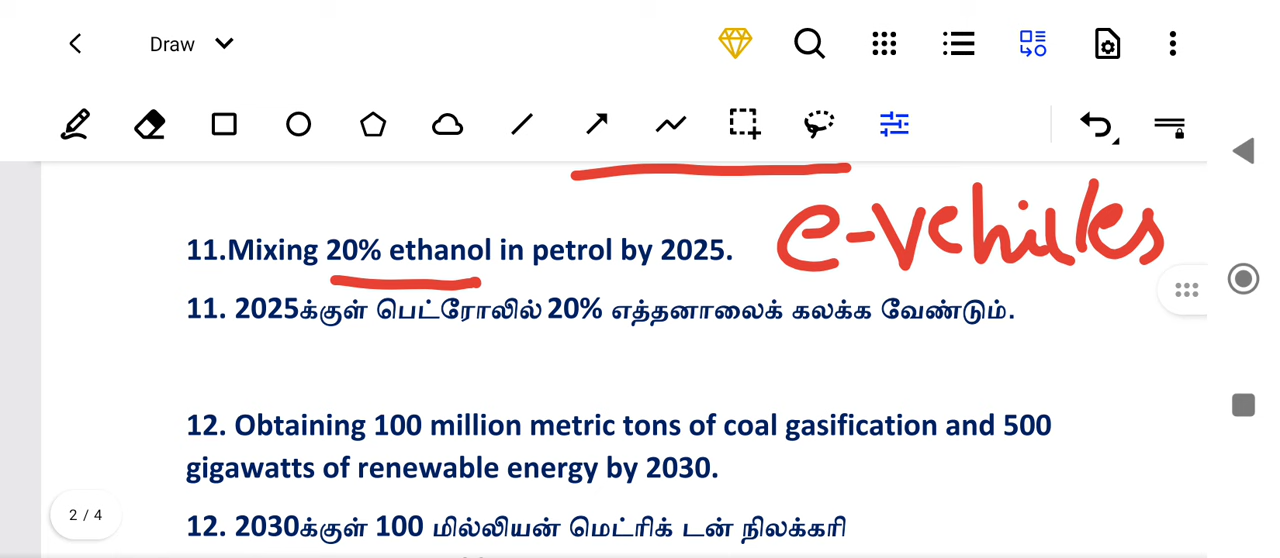 Draw
e-vehicles
11.Mixing 20% ethanol in petrol by 2025.
11. 2025க்குள் பெட்ரோலில் 20% எத்தனாலைக் கலக்க வேண்டும்.
12. Obtaining 100 million metric tons of coal gasification and 500
gigawatts of renewable energy by 2030.
2 / 4
12. 2030க்குள் 100 மில்லியன் மெட்ரிக் டன் நிலக்கரி